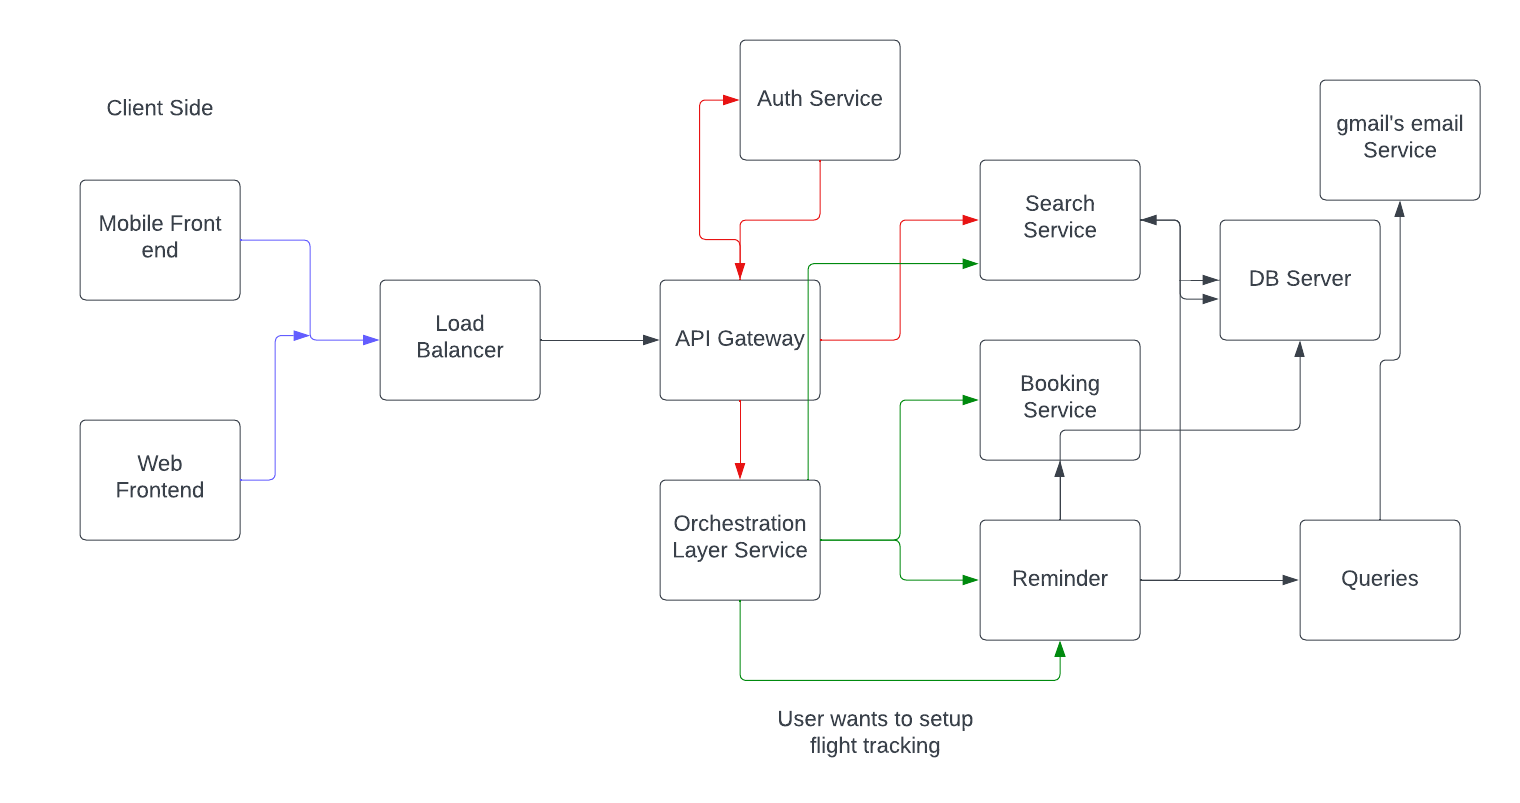 Client Side
Auth Service
gmail's email
Service
Mobile Front
end
Search
Service
DB Server
Load
Balancer
API Gateway
Booking
Service
Web
Frontend
Orchestration
Layer Service
Reminder
Queries
User wants to setup
flight tracking